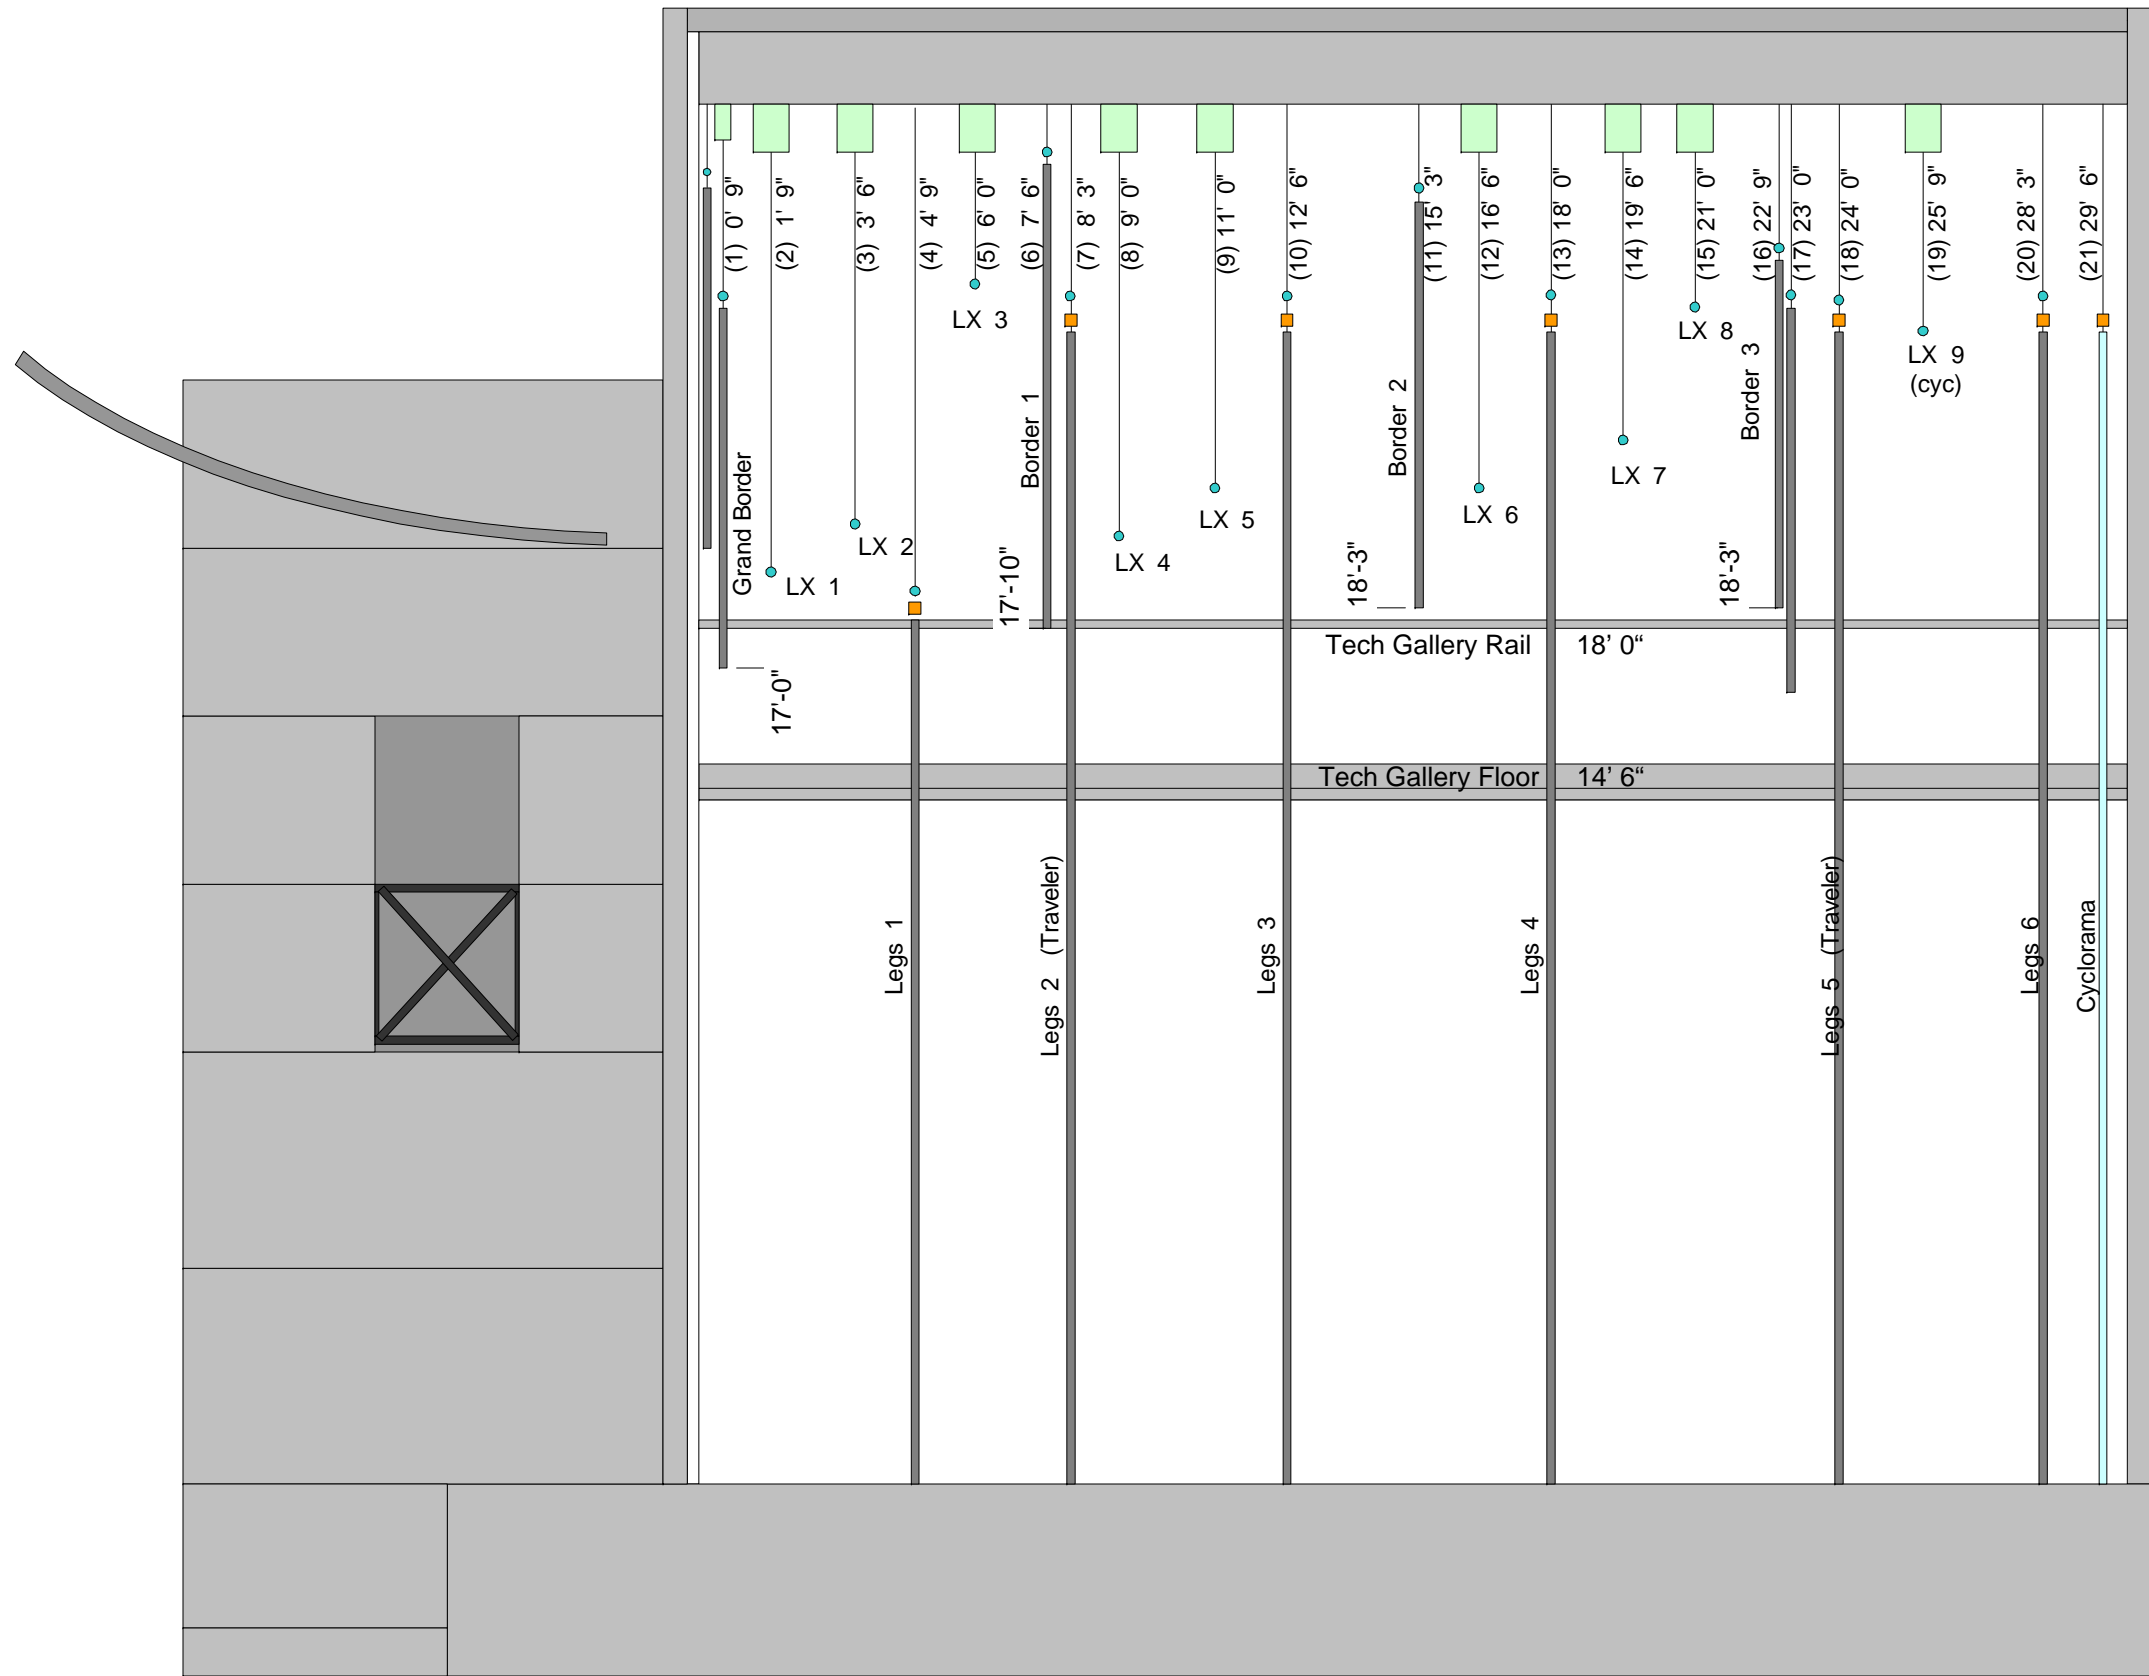 (1) 0' 9"
(2) 1' 9"
(3) 3' 6"
(4) 4' 9"
(5) 6' 0"
(6) 7' 6"
(7) 8' 3"
(8) 9' 0"
(9) 11' 0"
(10) 12' 6"
(11) 15' 3"
(12) 16' 6"
(13) 18' 0"
(14) 19' 6"
(15) 21' 0"
(16) 22' 9"
(17) 23' 0"
(18) 24' 0"
(19) 25' 9"
(20) 28' 3"
(21) 29' 6"
LX 3
LX 8
LX 9
(cyc)
Grand Border
Border 1
Border 2
Border 3
LX 7
LX 6
LX 5
LX 2
LX 4
LX 1
17'-10"
18'-3"
18'-3"
Tech Gallery Rail 18' 0“
17'-0"
Tech Gallery Floor 14' 6“
Legs 1
Legs 2 (Traveler)
Legs 3
Legs 4
Legs 5 (Traveler)
Legs 6
Cyclorama